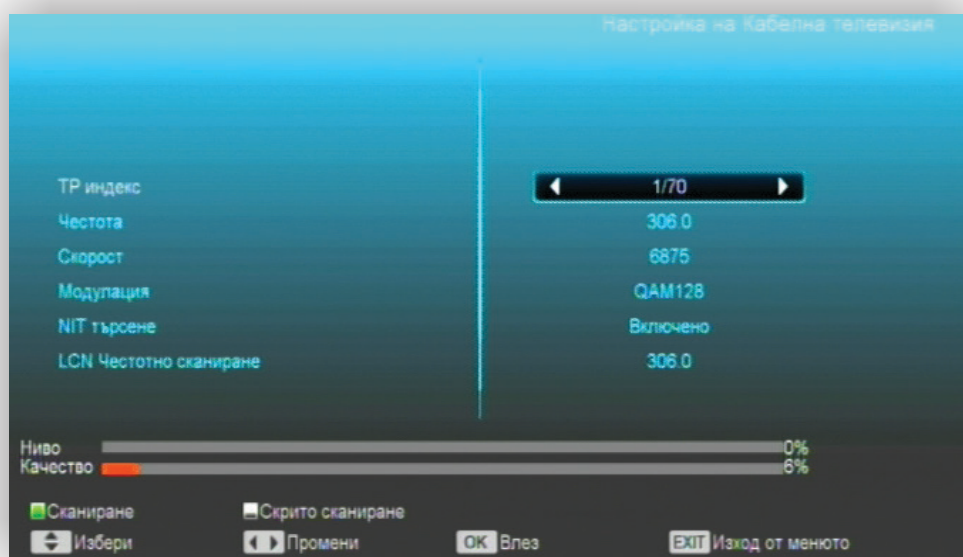 Настройка на Кабелна телевизия
TP индекс 1/70
Честота 306.0
Скорост 6875
Модулация QAM128
NIT търсене Включено
LCN Честотно сканиране 306.0
Ниво 0%
Качество 6%
Сканиране Скрито сканиране
Избери Промени OK Влез EXIT Изход от менюто